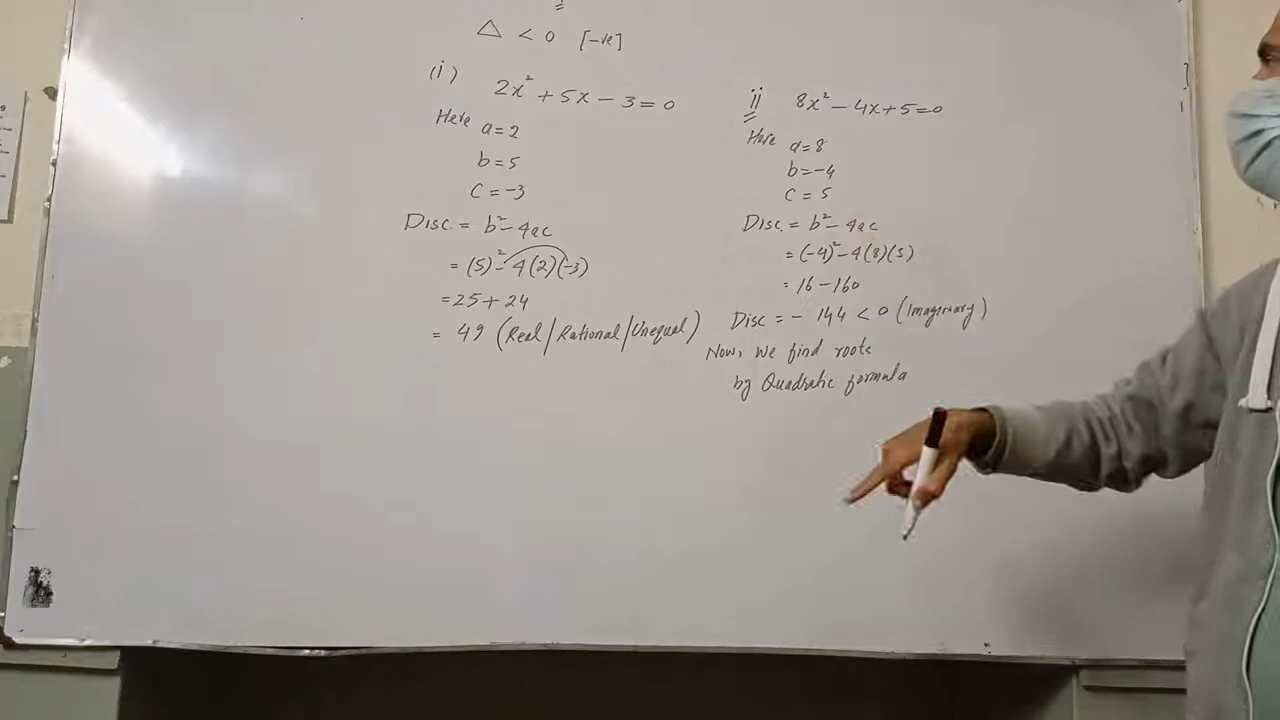 △ < 0 [-ve]
(i) 2x² + 5x - 3 = 0
Here a = 2
b = 5
c = -3
Disc. = b² - 4ac
= (5)² - 4(2)(-3)
= 25 + 24
= 49 (Real/Rational/Unequal)
ii 8x² - 4x + 5 = 0
Here a = 8
b = -4
c = 5
Disc. = b² - 4ac
= (-4)² - 4(8)(5)
= 16 - 160
Disc = - 144 < 0 (Imaginary)
Now, we find roots
by Quadratic formula